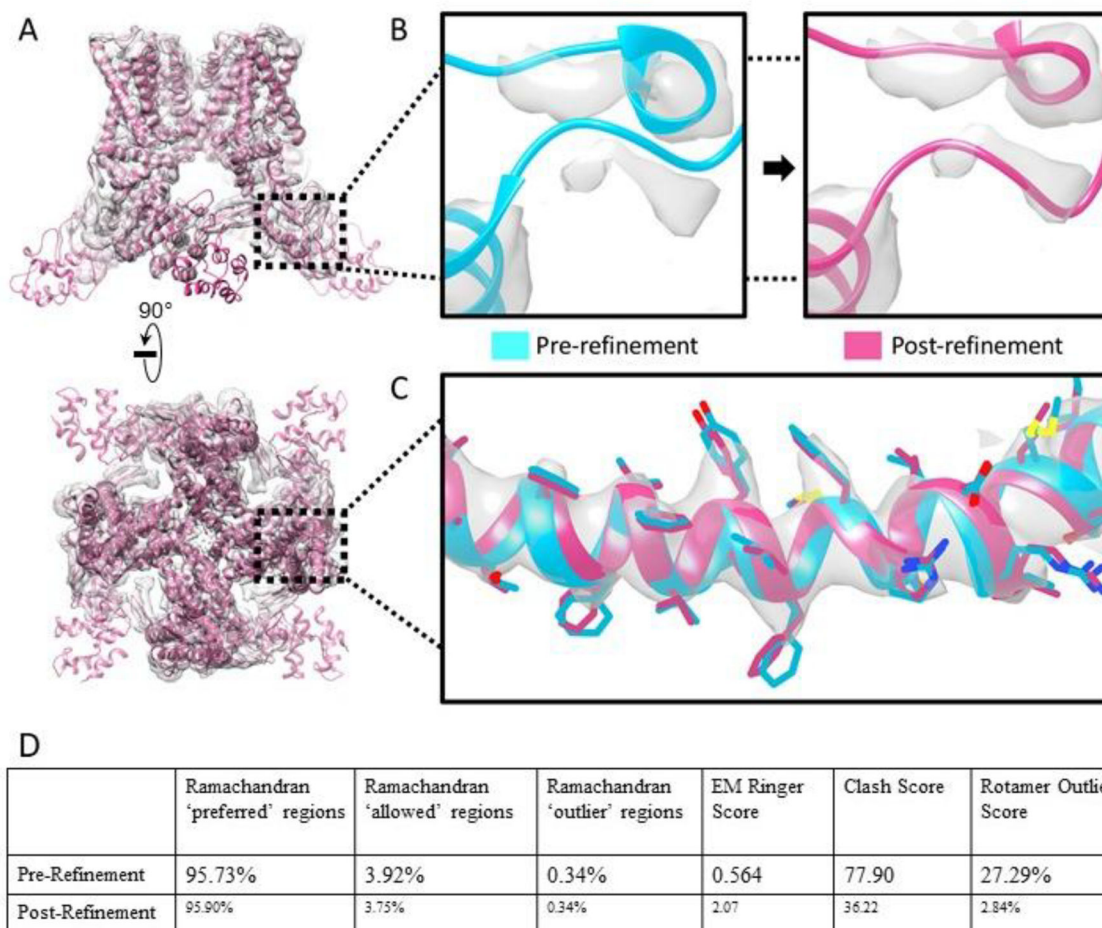 A
B
90°
Pre-refinement
Post-refinement
C
D
Ramachandran
‘preferred’ regions
Ramachandran
‘allowed’ regions
Ramachandran
‘outlier’ regions
EM Ringer
Score
Clash Score
Rotamer Outlie
Score
Pre-Refinement
95.73%
3.92%
0.34%
0.564
77.90
27.29%
Post-Refinement
95.90%
3.75%
0.34%
2.07
36.22
2.84%